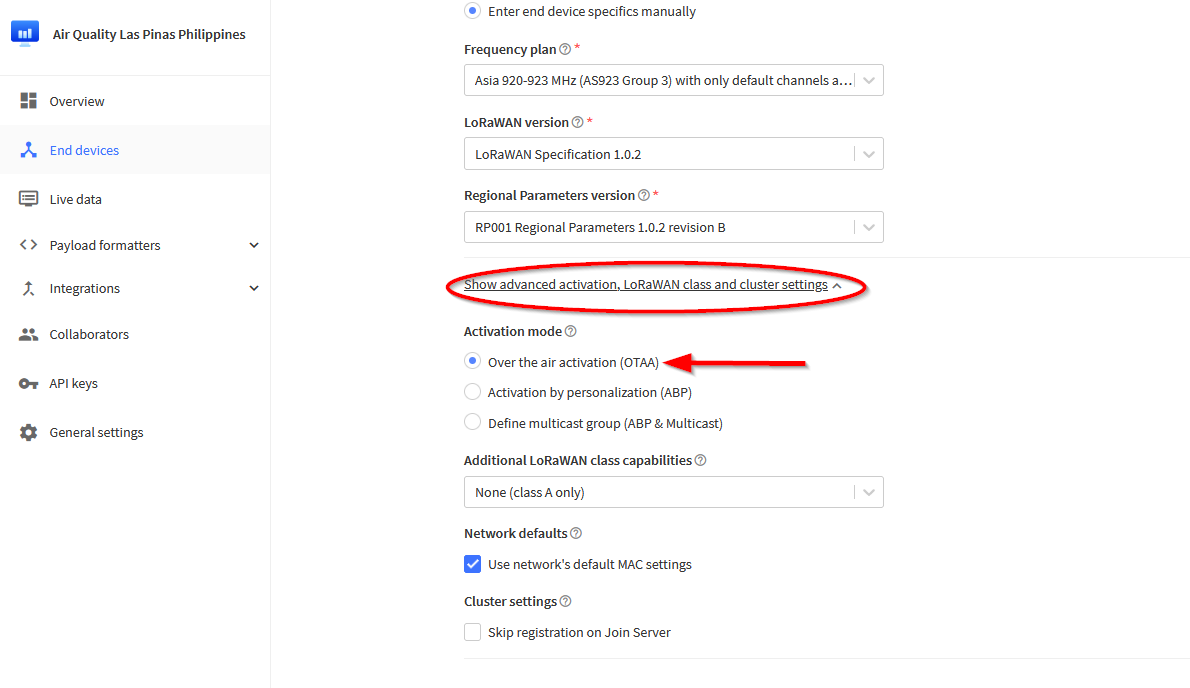 Air Quality Las Pinas Philippines
Overview
End devices
Live data
Payload formatters
Integrations
Collaborators
API keys
General settings
Enter end device specifics manually
Frequency plan ? *
Asia 920-923 MHz (AS923 Group 3) with only default channels a...
LoRaWAN version ? *
LoRaWAN Specification 1.0.2
Regional Parameters version ? *
RP001 Regional Parameters 1.0.2 revision B
Show advanced activation, LoRaWAN class and cluster settings
Activation mode ?
Over the air activation (OTAA)
Activation by personalization (ABP)
Define multicast group (ABP & Multicast)
Additional LoRaWAN class capabilities ?
None (class A only)
Network defaults ?
Use network's default MAC settings
Cluster settings ?
Skip registration on Join Server